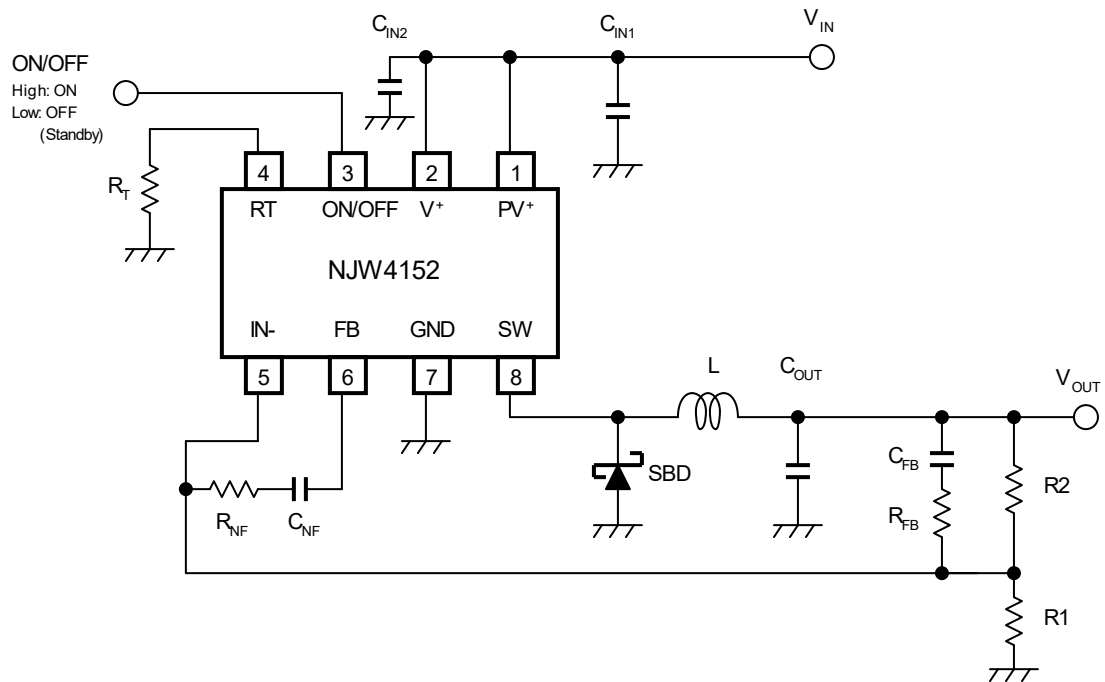 V_IN
C_IN2
C_IN1
ON/OFF
High: ON
Low: OFF
(Standby)
R_T
4
3
2
1
RT
ON/OFF
V⁺
PV⁺
NJW4152
IN-
FB
GND
SW
5
6
7
8
L
C_OUT
V_OUT
SBD
C_FB
R_FB
R2
R_NF
C_NF
R1